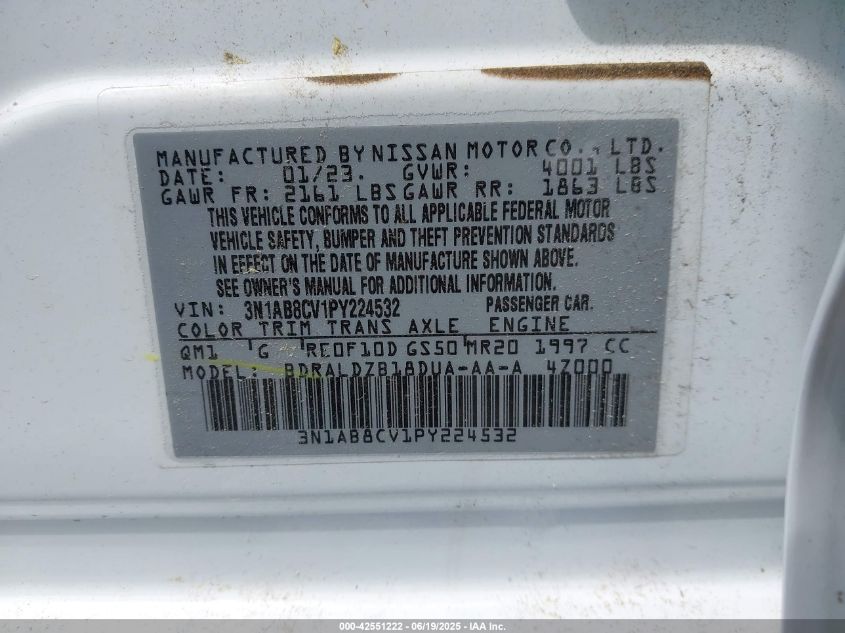 MANUFACTURED BY NISSAN MOTOR CO., LTD.
DATE: 01/23. GVWR: 4001 LBS
GAWR FR: 2161 LBS GAWR RR: 1863 LBS
THIS VEHICLE CONFORMS TO ALL APPLICABLE FEDERAL MOTOR
VEHICLE SAFETY, BUMPER AND THEFT PREVENTION STANDARDS
IN EFFECT ON THE DATE OF MANUFACTURE SHOWN ABOVE.
SEE OWNER'S MANUAL FOR ADDITIONAL INFORMATION.
VIN: 3N1AB8CV1PY224532 PASSENGER CAR.
COLOR TRIM TRANS AXLE ENGINE
QM1 G RE0F10D GS50 MR20 1997 CC
MODEL: BDRALDZB18DUA-AA-A 4Z000
3N1AB8CV1PY224532
000-42551222 - 06/19/2025 - IAA Inc.